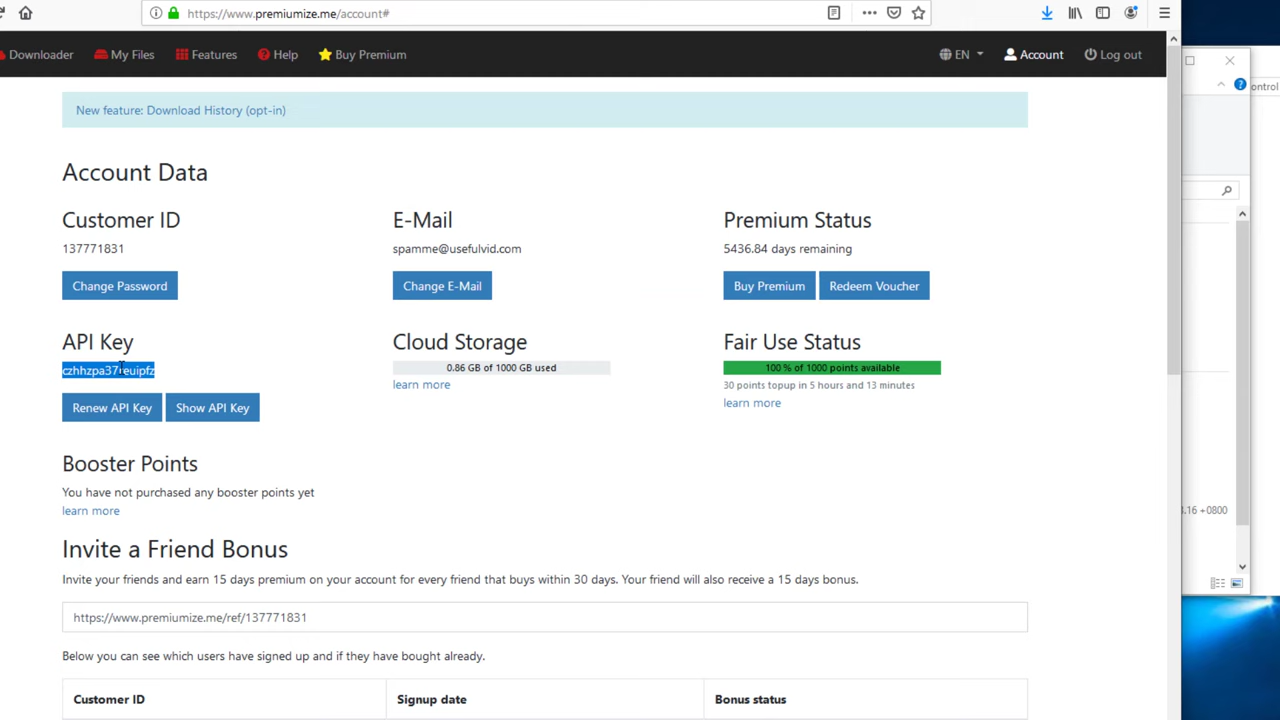 https://www.premiumize.me/account#
Downloader My Files Features Help Buy Premium EN Account Log out
New feature: Download History (opt-in)
Account Data
Customer ID E-Mail Premium Status
137771831 spamme@usefulvid.com 5436.84 days remaining
Change Password Change E-Mail Buy Premium Redeem Voucher
API Key Cloud Storage Fair Use Status
0.86 GB of 1000 GB used 100 % of 1000 points available
learn more 30 points topup in 5 hours and 13 minutes
learn more
Renew API Key Show API Key
Booster Points
You have not purchased any booster points yet
learn more
Invite a Friend Bonus
Invite your friends and earn 15 days premium on your account for every friend that buys within 30 days. Your friend will also receive a 15 days bonus.
https://www.premiumize.me/ref/137771831
Below you can see which users have signed up and if they have bought already.
Customer ID Signup date Bonus status
ontrol
.16 +0800